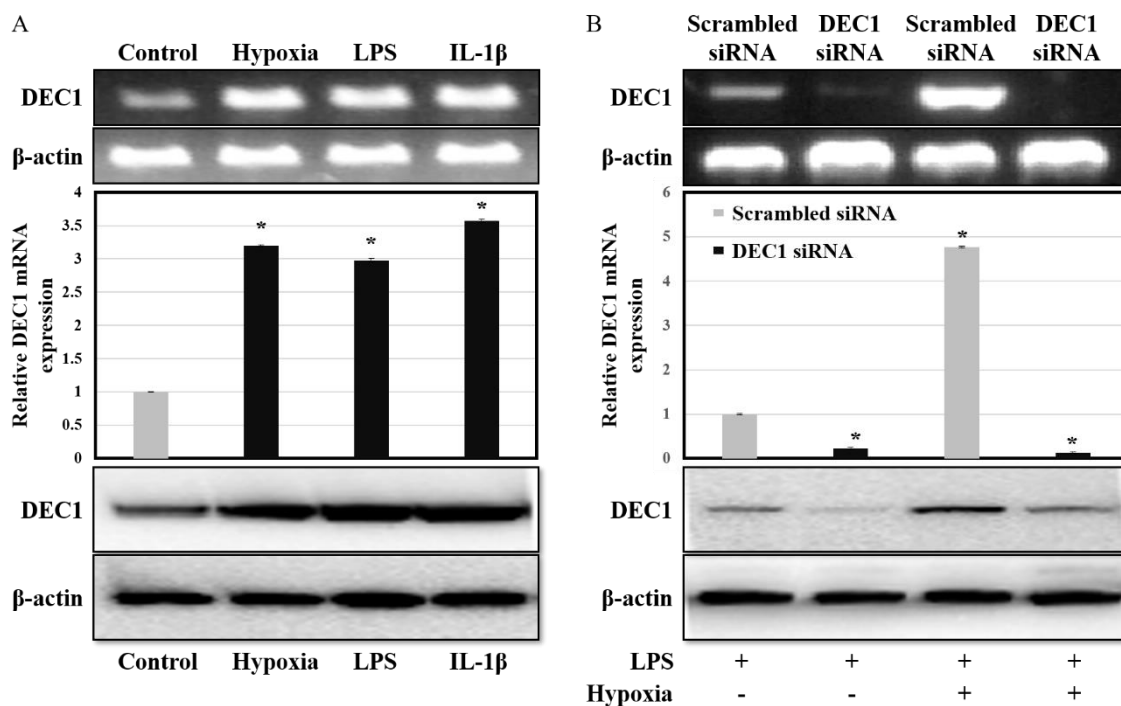 A
Control Hypoxia LPS IL-1β
DEC1
β-actin
Relative DEC1 mRNA
expression
4
3.5
3
2.5
2
1.5
1
0.5
0
*
*
*
DEC1
β-actin
Control Hypoxia LPS IL-1β
B
Scrambled DEC1 Scrambled DEC1
siRNA siRNA siRNA siRNA
DEC1
β-actin
Relative DEC1 mRNA
expression
6
5
4
3
2
1
0
Scrambled siRNA
DEC1 siRNA
*
*
*
DEC1
β-actin
LPS + + + +
Hypoxia - - + +